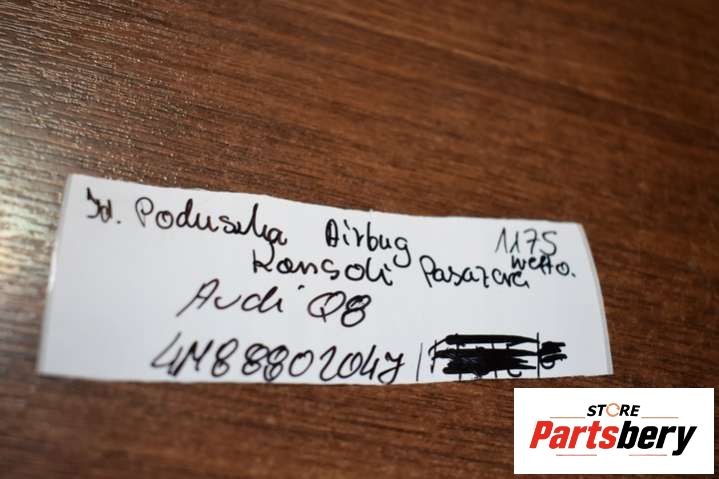 Poduszka Airbug 1175
Konsoli Pasażera netto.
Audi Q8
4M8880204J
STORE
Partsbery